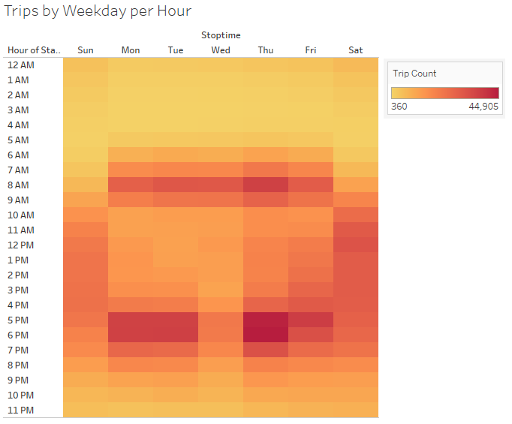 Trips by Weekday per Hour
Stoptime
Hour of Sta.. Sun Mon Tue Wed Thu Fri Sat
12 AM
1 AM
2 AM
3 AM
4 AM
5 AM
6 AM
7 AM
8 AM
9 AM
10 AM
11 AM
12 PM
1 PM
2 PM
3 PM
4 PM
5 PM
6 PM
7 PM
8 PM
9 PM
10 PM
11 PM
Trip Count
360 44,905